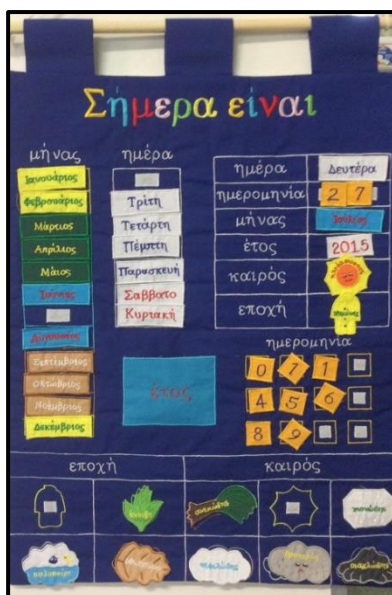 Σήμερα είναι
μήνας
Ιανουάριος
Φεβρουάριος
Μάρτιος
Απρίλιος
Μάιος
Ιούνιος
Αύγουστος
Σεπτέμβριος
Οκτώβριος
Νοέμβριος
Δεκέμβριος
ημέρα
Τρίτη
Τετάρτη
Πέμπτη
Παρασκευή
Σάββατο
Κυριακή
ημέρα Δευτέρα
ημερομηνία 2 7
μήνας Ιούλιος
έτος 2015
καιρός
εποχή
έτος
ημερομηνία
0 7 1
4 5 6
8 9
εποχή
καιρός
άνοιξη
καλοκαίρι